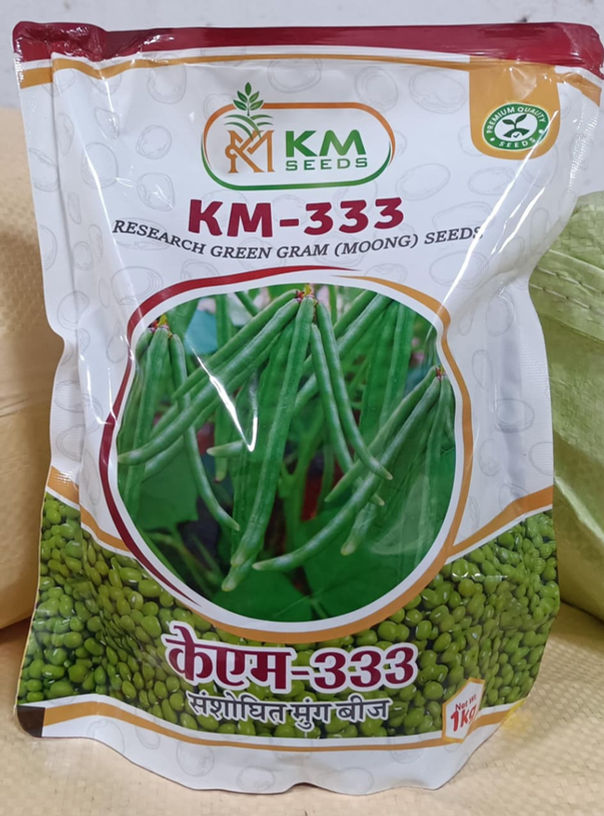 PREMIUM QUALITY
SEEDS
KM
SEEDS
KM-333
RESEARCH GREEN GRAM (MOONG) SEEDS
केएम-333
संशोधित मुंग बीज
Net Wt
1kg